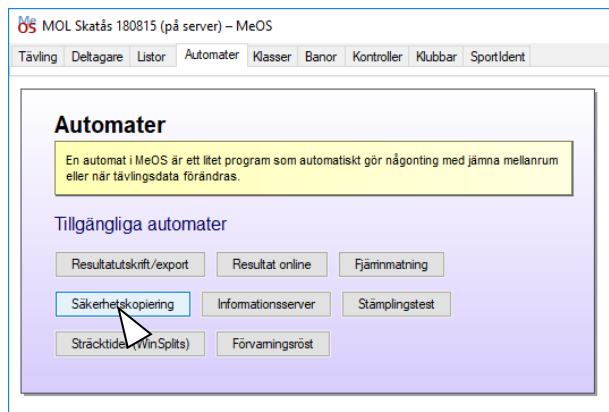 MeOS MOL Skatås 180815 (på server) – MeOS
Tävling Deltagare Listor Automater Klasser Banor Kontroller Klubbar SportIdent
Automater
En automat i MeOS är ett litet program som automatiskt gör någonting med jämna mellanrum
eller när tävlingsdata förändras.
Tillgängliga automater
Resultatutskrift/export Resultat online Fjärrinmatning
Säkerhetskopiering Informationsserver Stämplingstest
Sträcktider (WinSplits) Förvarningsröst